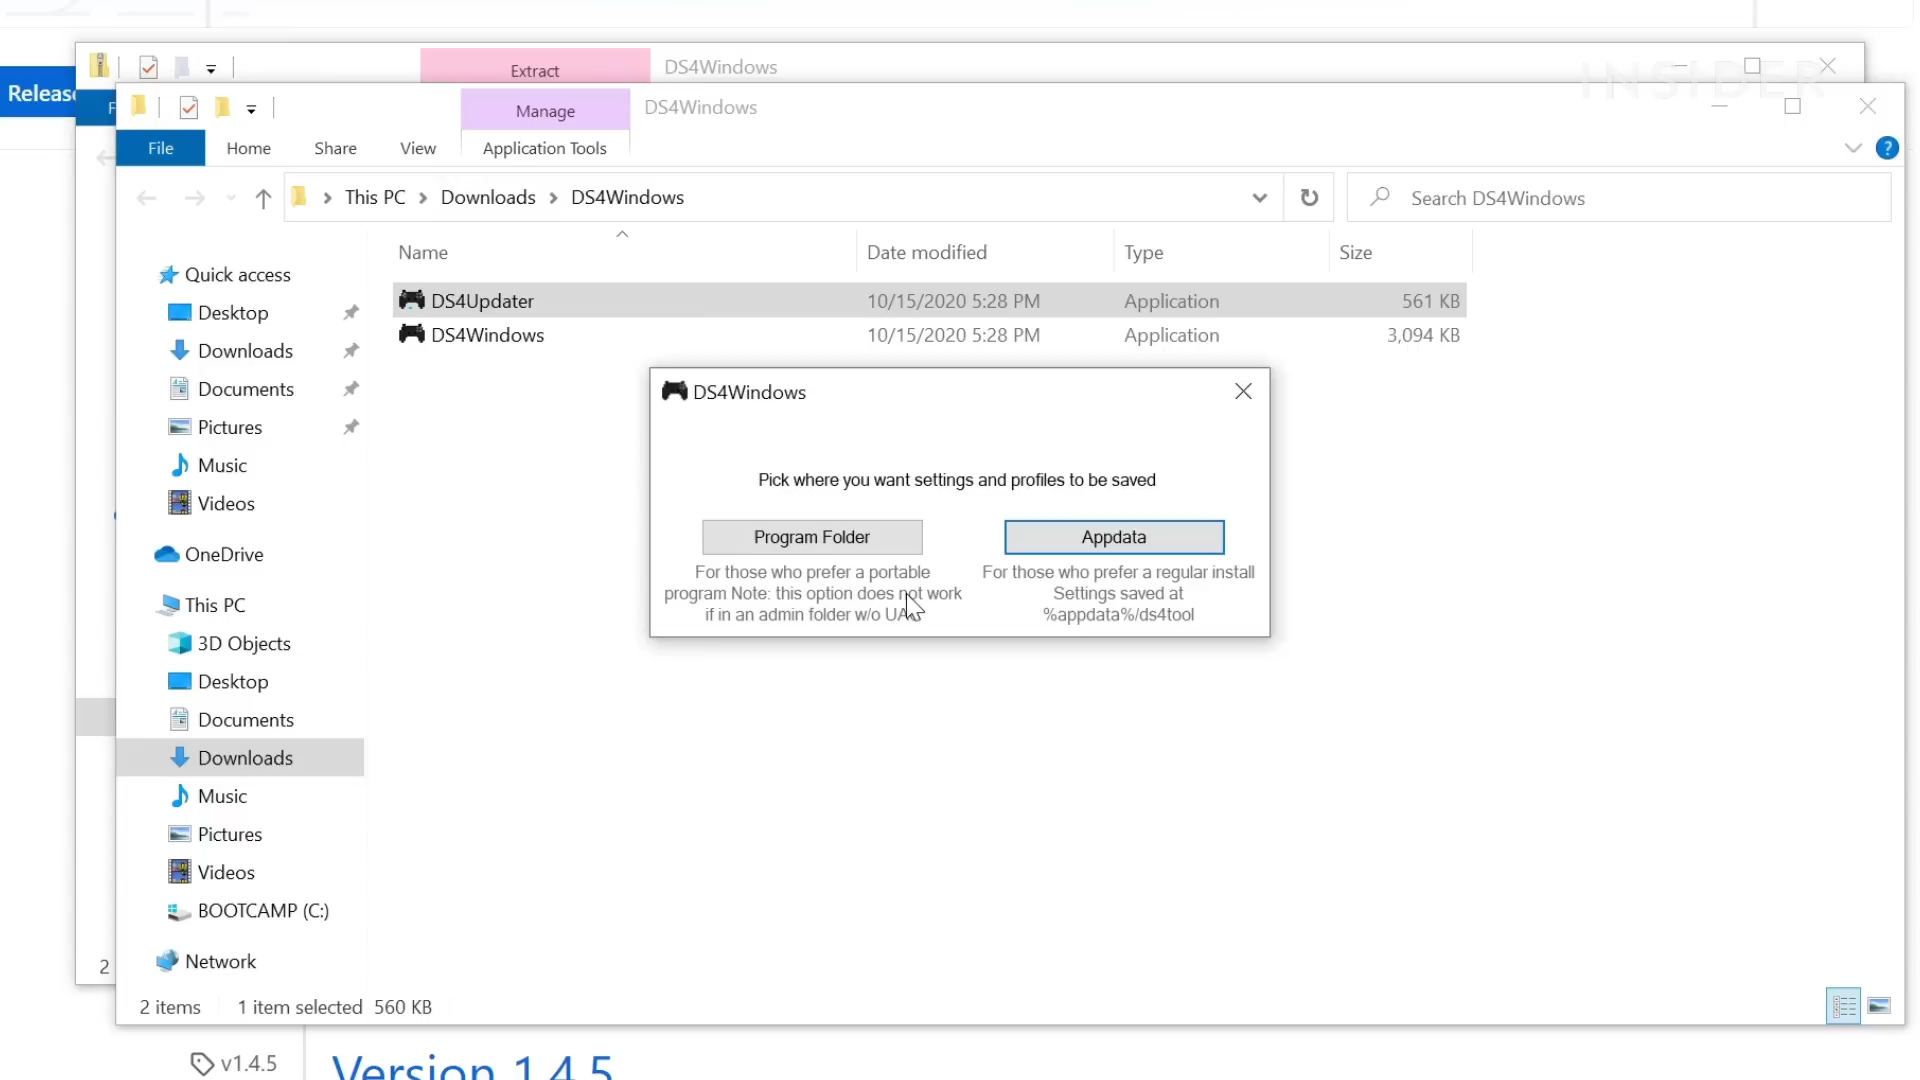 INSIDER
Extract
DS4Windows
Releas
F
Manage
DS4Windows
File
Home
Share
View
Application Tools
This PC
Downloads
DS4Windows
Search DS4Windows
Name
Date modified
Type
Size
DS4Updater
10/15/2020 5:28 PM
Application
561 KB
DS4Windows
10/15/2020 5:28 PM
Application
3,094 KB
Quick access
Desktop
Downloads
Documents
Pictures
Music
Videos
OneDrive
This PC
3D Objects
Desktop
Documents
Downloads
Music
Pictures
Videos
BOOTCAMP (C:)
Network
DS4Windows
Pick where you want settings and profiles to be saved
Program Folder
For those who prefer a portable
program Note: this option does not work
if in an admin folder w/o UA
Appdata
For those who prefer a regular install
Settings saved at
%appdata%/ds4tool
2
2 items
1 item selected
560 KB
v1.4.5
Version 1.4.5